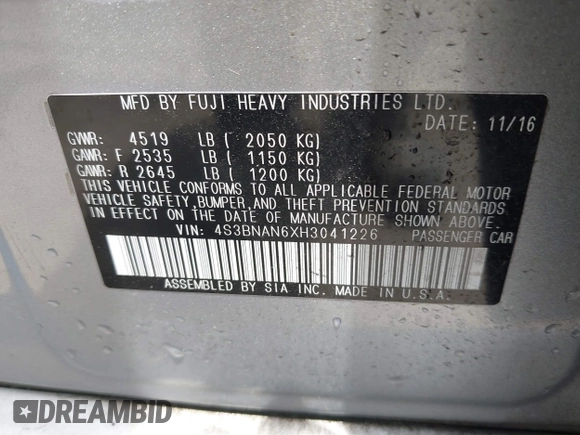 MFD BY FUJI HEAVY INDUSTRIES LTD.
DATE: 11/16
GVWR: 4519 LB ( 2050 KG)
GAWR: F 2535 LB ( 1150 KG)
GAWR: R 2645 LB ( 1200 KG)
THIS VEHICLE CONFORMS TO ALL APPLICABLE FEDERAL MOTOR
VEHICLE SAFETY, BUMPER, AND THEFT PREVENTION STANDARDS
IN EFFECT ON THE DATE OF MANUFACTURE SHOWN ABOVE.
VIN: 4S3BNAN6XH3041226 PASSENGER CAR
ASSEMBLED BY SIA INC. MADE IN U.S.A.
DREAMBID